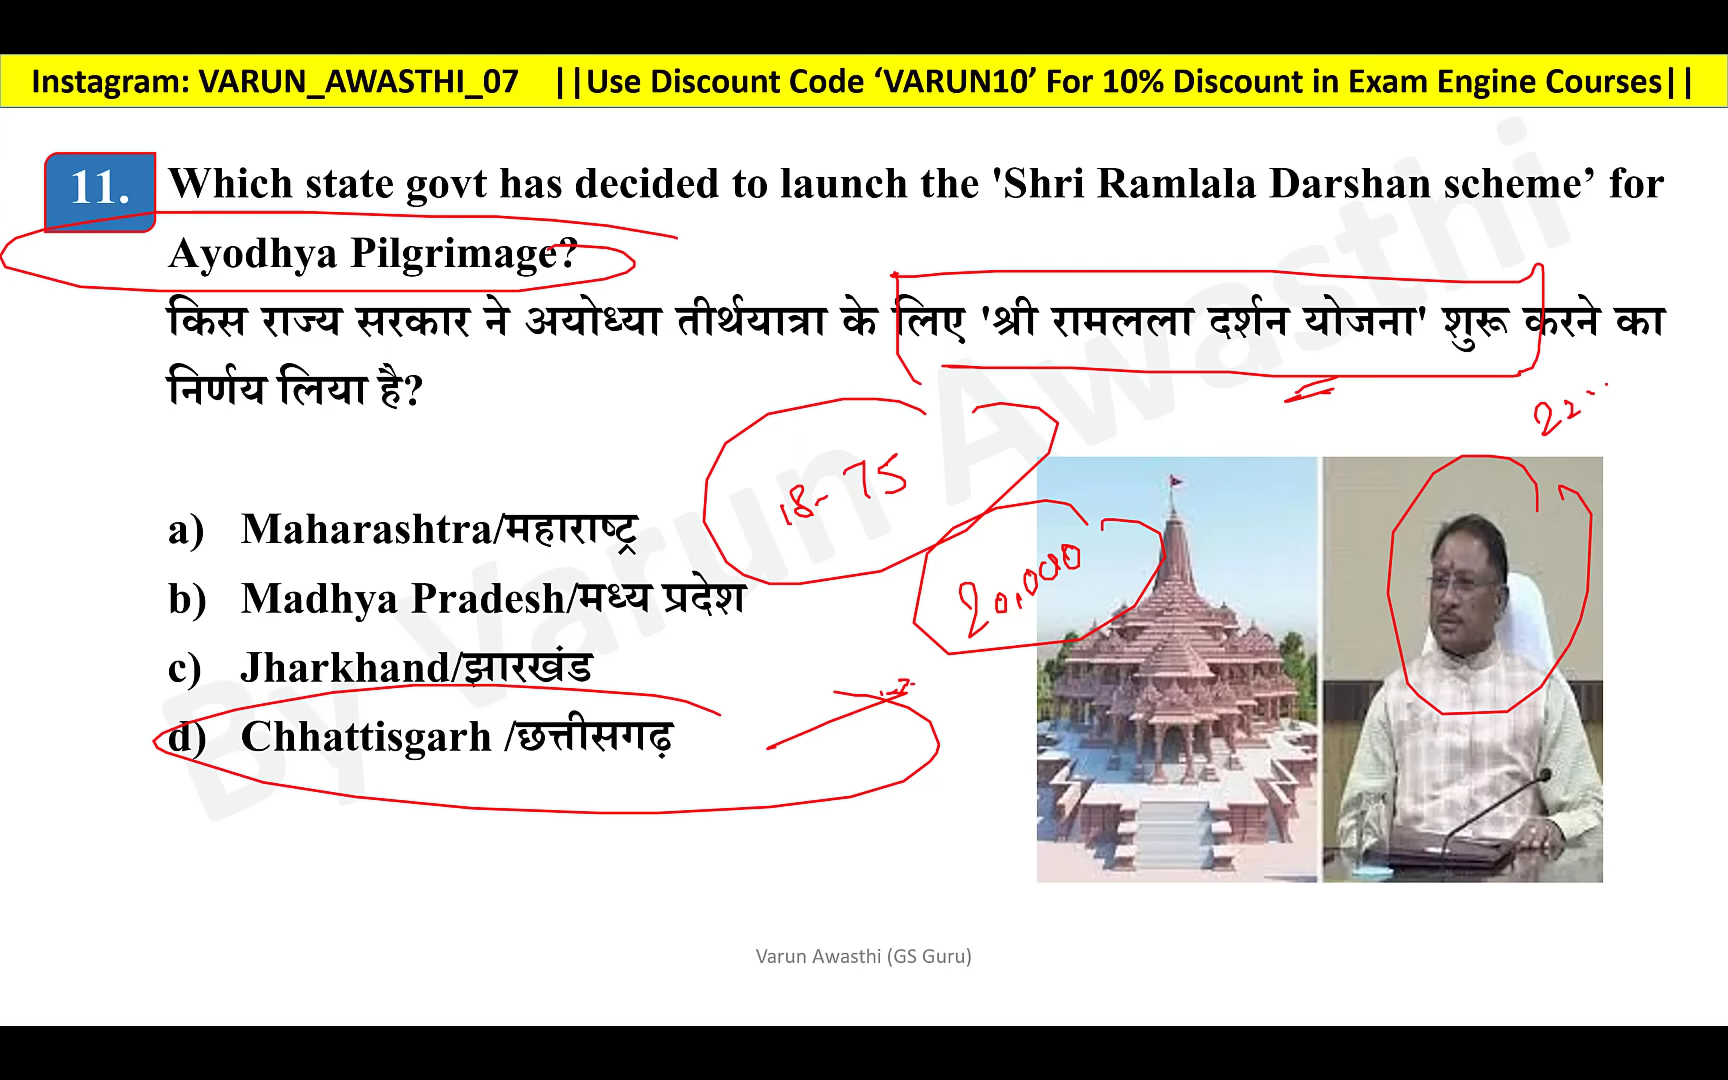 Instagram: VARUN_AWASTHI_07 ||Use Discount Code ‘VARUN10’ For 10% Discount in Exam Engine Courses||
11. Which state govt has decided to launch the 'Shri Ramlala Darshan scheme’ for
Ayodhya Pilgrimage?
किस राज्य सरकार ने अयोध्या तीर्थयात्रा के लिए 'श्री रामलला दर्शन योजना' शुरू करने का
निर्णय लिया है?
22
18-75
20,000
a) Maharashtra/महाराष्ट्र
b) Madhya Pradesh/मध्य प्रदेश
c) Jharkhand/झारखंड
d) Chhattisgarh /छत्तीसगढ़
By Varun Awasthi
Varun Awasthi (GS Guru)